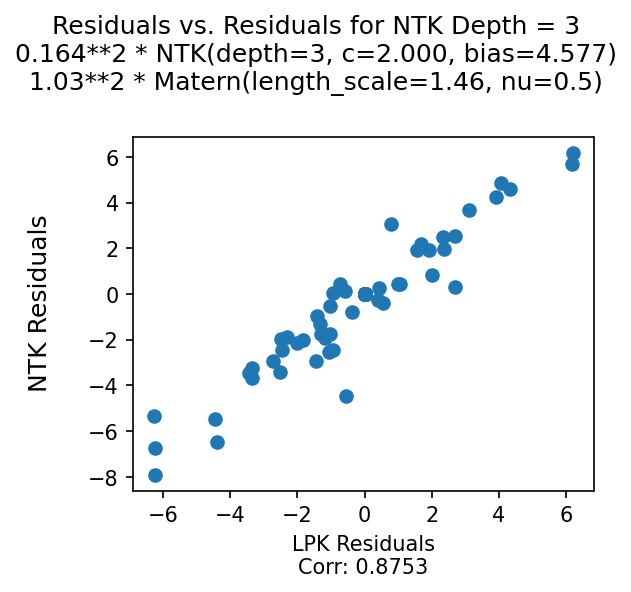 Residuals vs. Residuals for NTK Depth = 3
0.164**2 * NTK(depth=3, c=2.000, bias=4.577)
1.03**2 * Matern(length_scale=1.46, nu=0.5)
6
4
2
0
−2
−4
−6
−8
NTK Residuals
−6 −4 −2 0 2 4 6
LPK Residuals
Corr: 0.8753